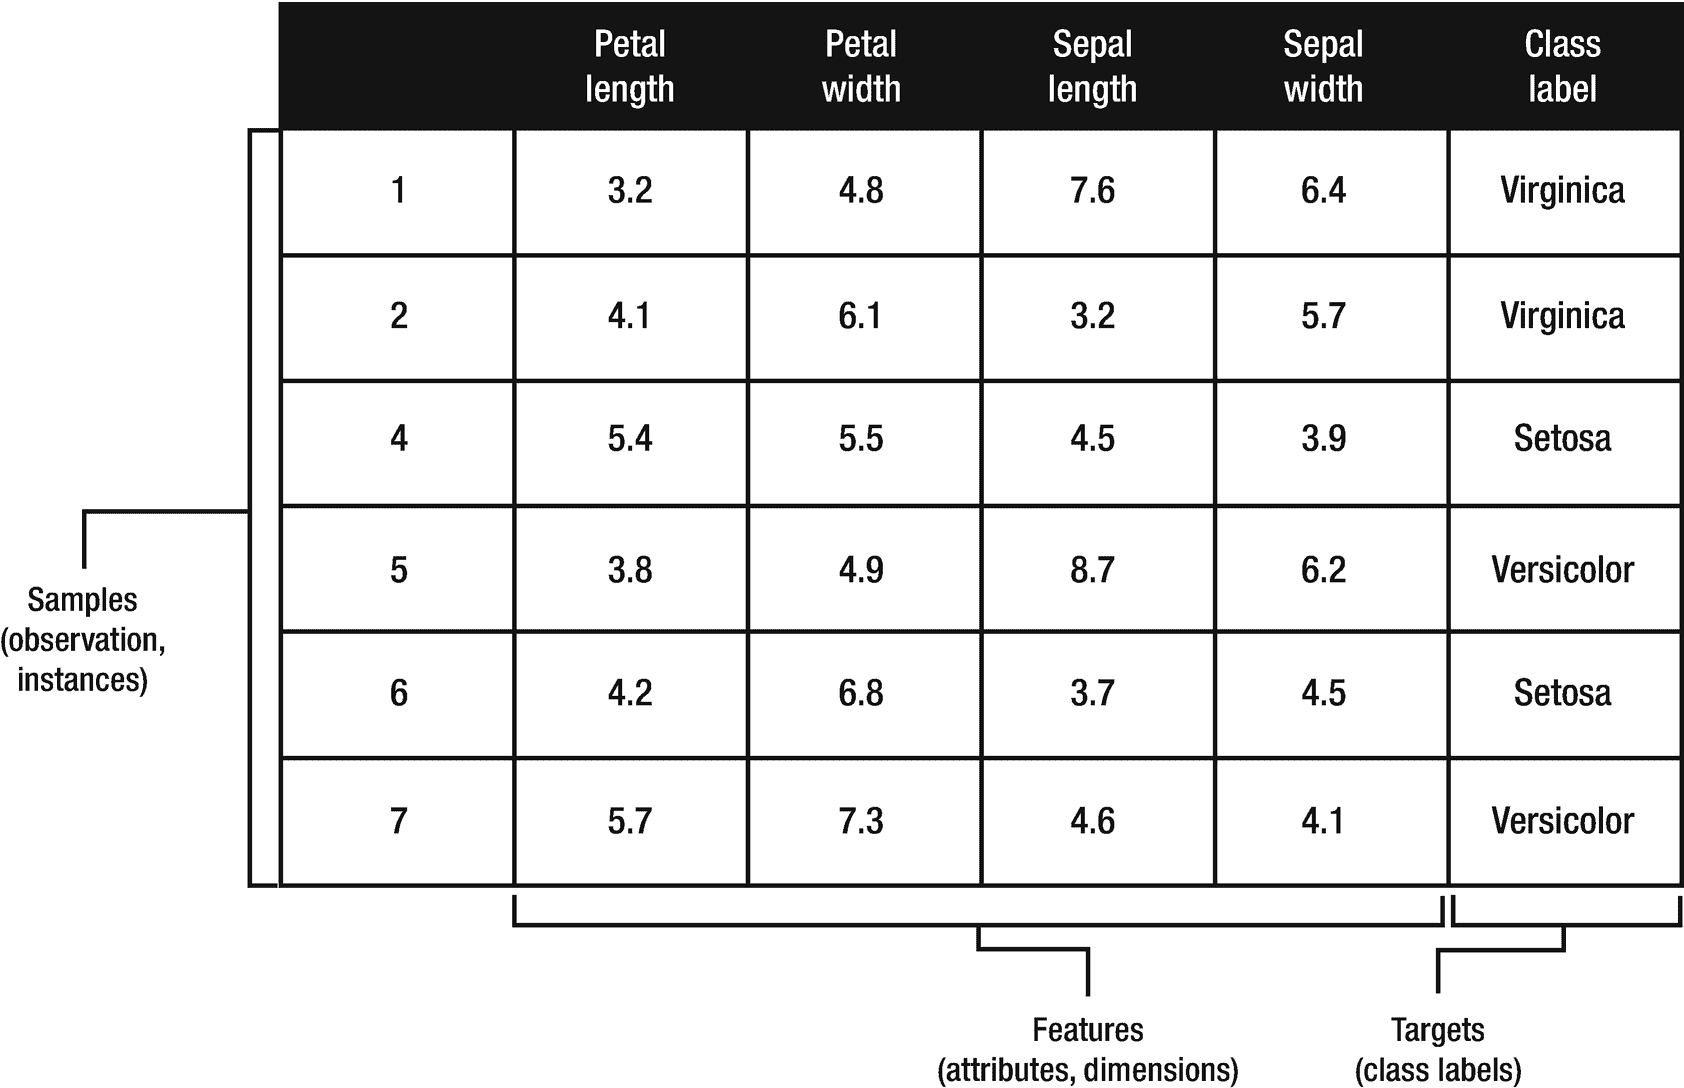 Petal length Petal width Sepal length Sepal width Class label
1 3.2 4.8 7.6 6.4 Virginica
2 4.1 6.1 3.2 5.7 Virginica
4 5.4 5.5 4.5 3.9 Setosa
5 3.8 4.9 8.7 6.2 Versicolor
6 4.2 6.8 3.7 4.5 Setosa
7 5.7 7.3 4.6 4.1 Versicolor
Samples
(observation,
instances)
Features
(attributes, dimensions)
Targets
(class labels)